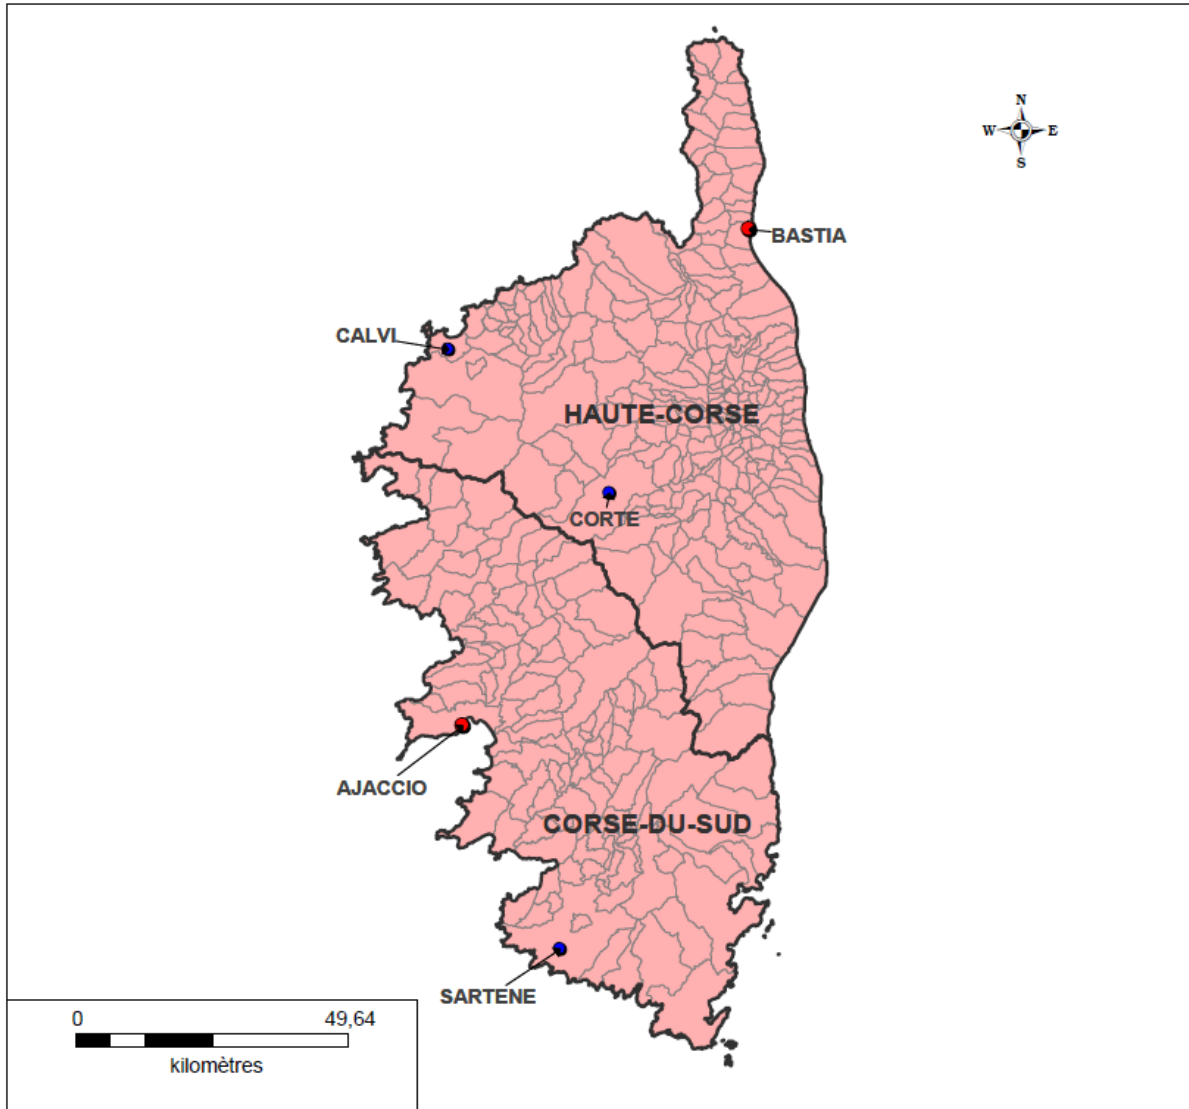 N
W E
S
BASTIA
CALVI
HAUTE-CORSE
CORTE
AJACCIO
CORSE-DU-SUD
SARTENE
0 49,64
kilomètres